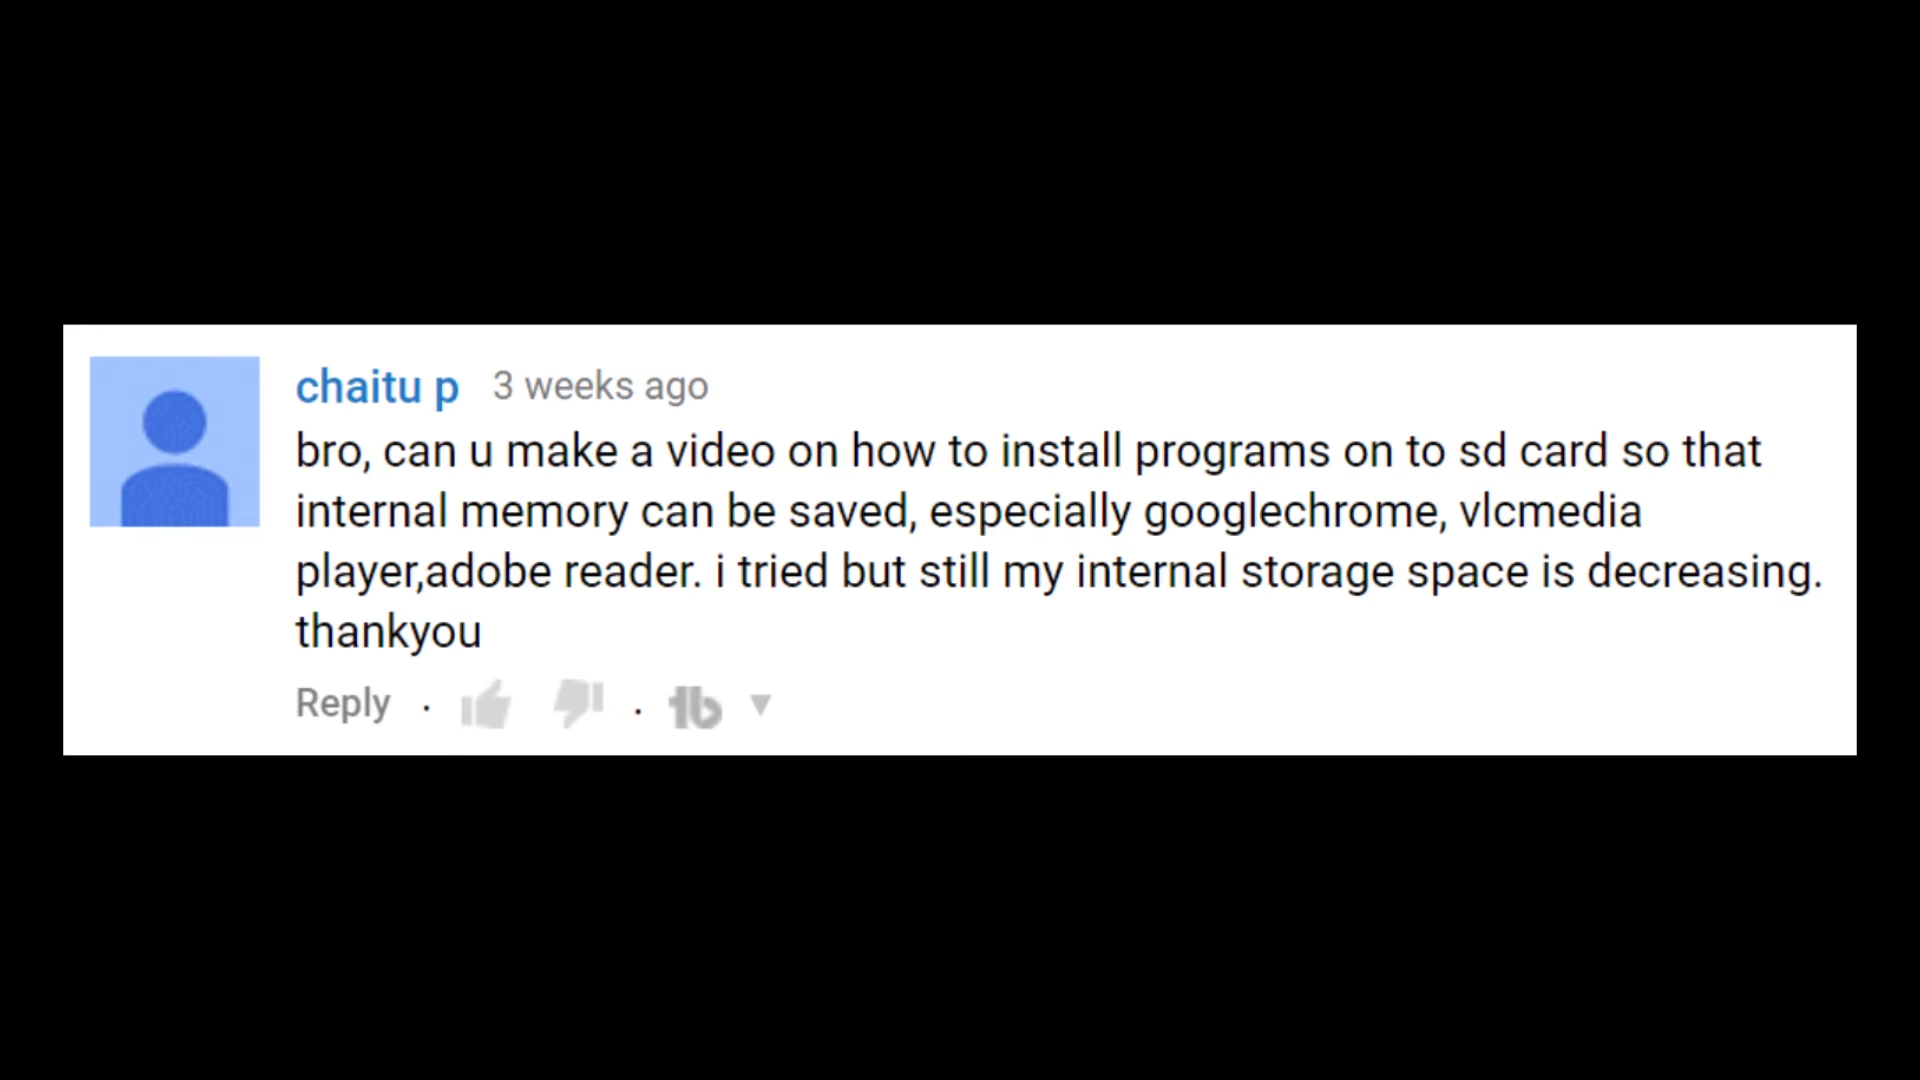 chaitu p 3 weeks ago
bro, can u make a video on how to install programs on to sd card so that
internal memory can be saved, especially googlechrome, vlcmedia
player,adobe reader. i tried but still my internal storage space is decreasing.
thankyou
Reply · · tb